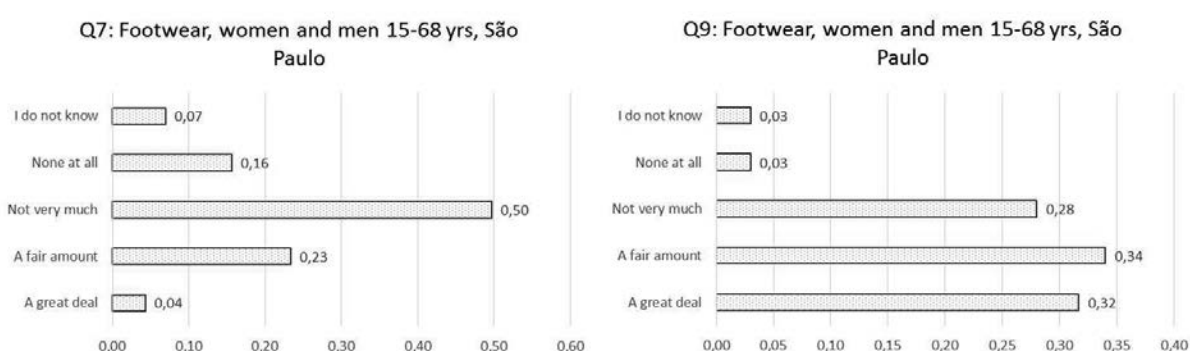 Q7: Footwear, women and men 15-68 yrs, São
Paulo
I do not know
0,07
None at all
0,16
Not very much
0,50
A fair amount
0,23
A great deal
0,04
0,00 0,10 0,20 0,30 0,40 0,50 0,60
Q9: Footwear, women and men 15-68 yrs, São
Paulo
I do not know
0,03
None at all
0,03
Not very much
0,28
A fair amount
0,34
A great deal
0,32
0,00 0,05 0,10 0,15 0,20 0,25 0,30 0,35 0,40